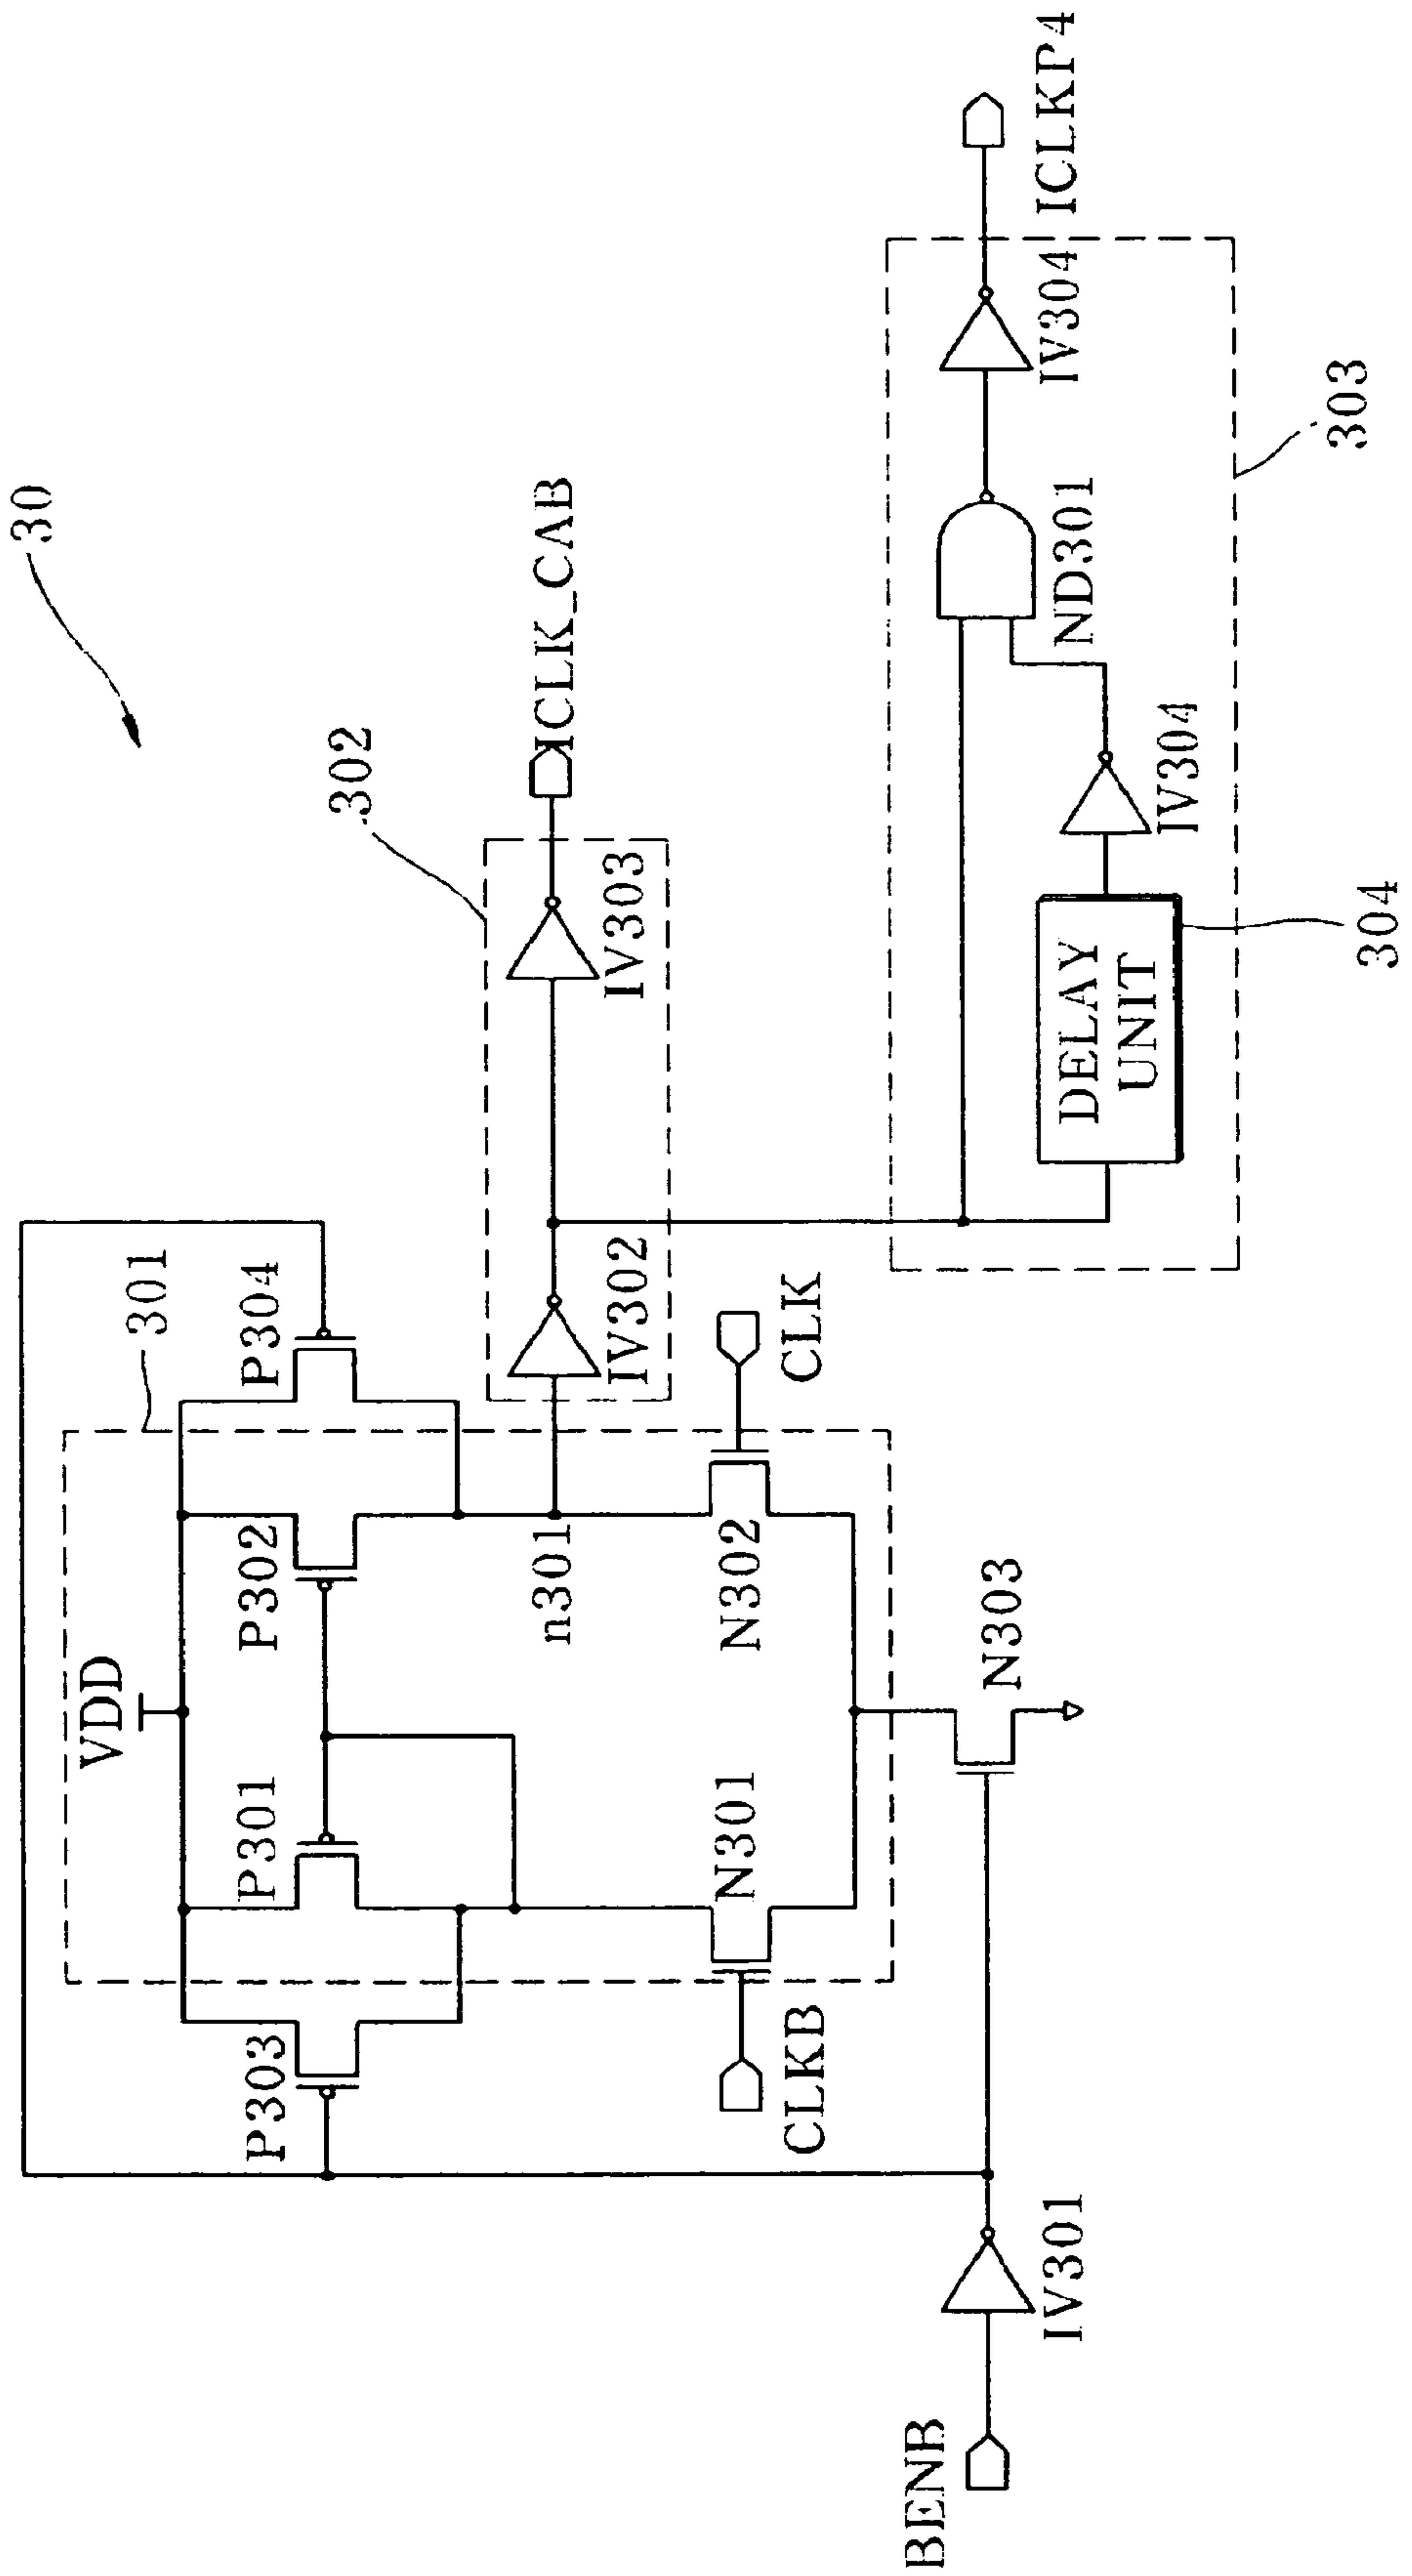 30
301
VDD
P303
P301
P302
P304
302
ICLK_CAB
n301
IV302
IV303
CLKB
N301
N302
CLK
BENB
IV301
N303
ICLKP4
ND301
IV304
DELAY
UNIT
IV304
304
303